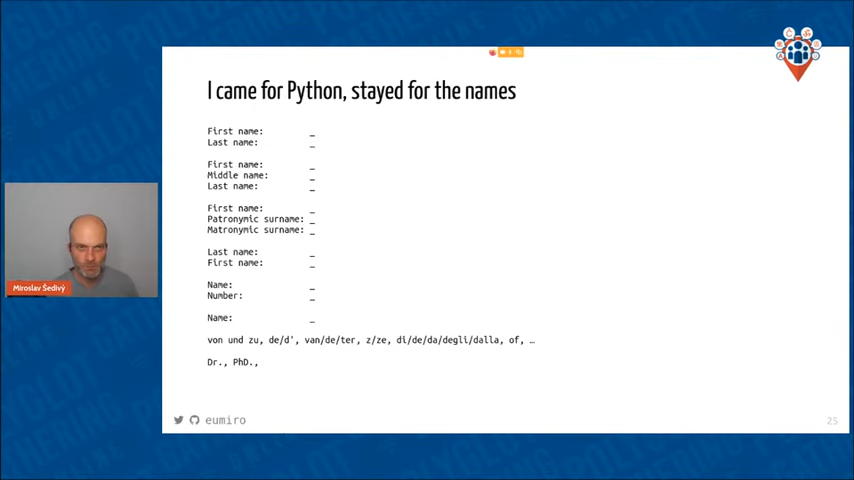 I came for Python, stayed for the names
First name: _
Last name: _
First name: _
Middle name: _
Last name: _
First name: _
Patronymic surname: _
Matronymic surname: _
Last name: _
First name: _
Name: _
Number: _
Name: _
von und zu, de/d', van/de/ter, z/ze, di/de/da/degli/dalla, of, …
Dr., PhD.,
Miroslav Šedivý
eumiro
25